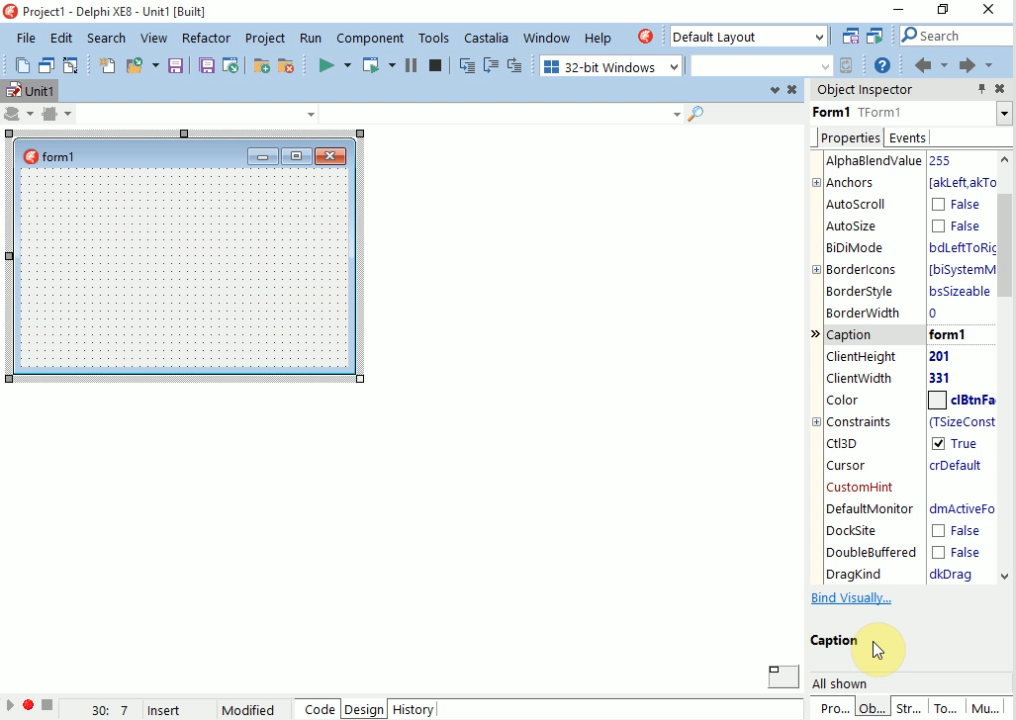 Project1 - Delphi XE8 - Unit1 [Built]
File Edit Search View Refactor Project Run Component Tools Castalia Window Help Default Layout Search
32-bit Windows
Unit1
Object Inspector
Form1 TForm1
Properties Events
form1
AlphaBlendValue 255
Anchors [akLeft,akTo
AutoScroll False
AutoSize False
BiDiMode bdLeftToRig
BorderIcons [biSystemM
BorderStyle bsSizeable
BorderWidth 0
Caption form1
ClientHeight 201
ClientWidth 331
Color clBtnFa
Constraints (TSizeConst
Ctl3D True
Cursor crDefault
CustomHint
DefaultMonitor dmActiveFo
DockSite False
DoubleBuffered False
DragKind dkDrag
Bind Visually...
Caption
All shown
30: 7 Insert Modified Code Design History
Pro... Ob... Str... To... Mu...